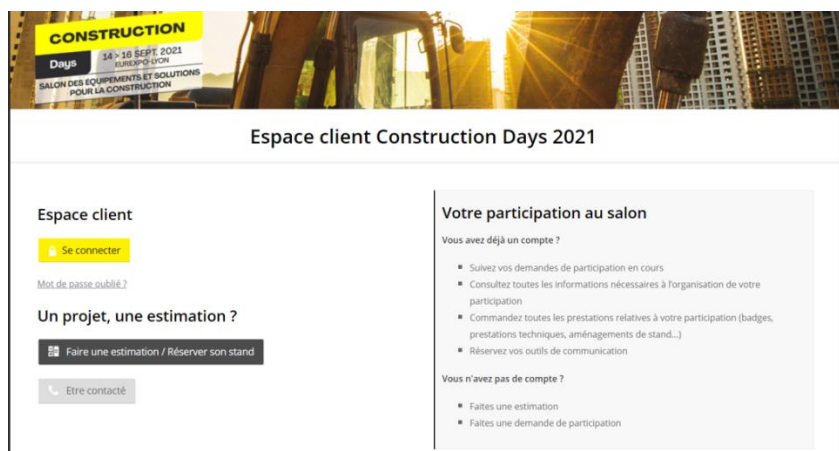 CONSTRUCTION
Days
14 > 16 SEPT. 2021
EUREXPO-LYON
SALON DES EQUIPEMENTS ET SOLUTIONS
POUR LA CONSTRUCTION
Espace client Construction Days 2021
Espace client
Se connecter
Mot de passe oublié ?
Un projet, une estimation ?
Faire une estimation / Réserver son stand
Etre contacté
Votre participation au salon
Vous avez déjà un compte ?
Suivez vos demandes de participation en cours
Consultez toutes les informations nécessaires à l'organisation de votre
participation
Commandez toutes les prestations relatives à votre participation (badges,
prestations techniques, aménagements de stand...)
Réservez vos outils de communication
Vous n'avez pas de compte ?
Faites une estimation
Faites une demande de participation